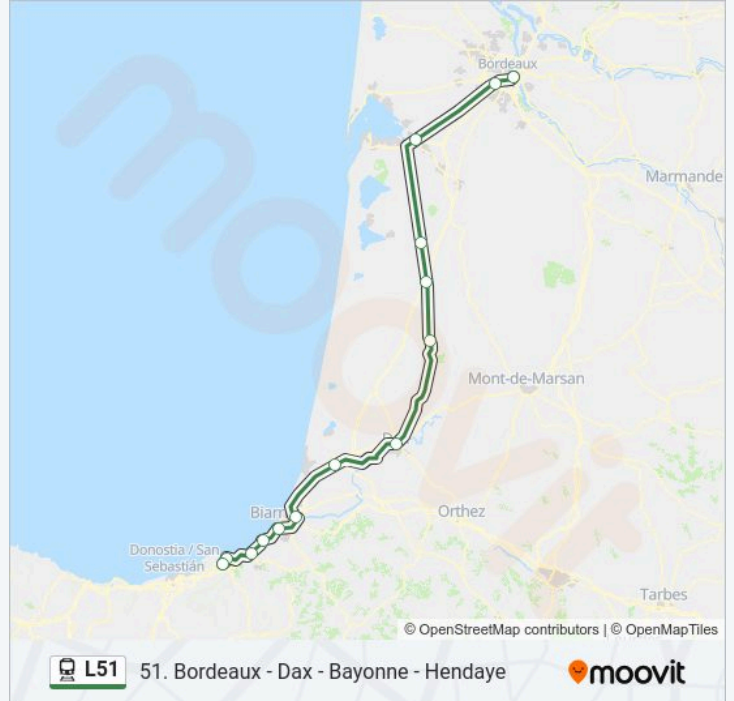 Bordeaux
Marmande
Mont-de-Marsan
Biarr
Orthez
Donostia / San
Sebastián
Tarbes
moovit
© OpenStreetMap contributors | © OpenMapTiles
L51 51. Bordeaux - Dax - Bayonne - Hendaye moovit